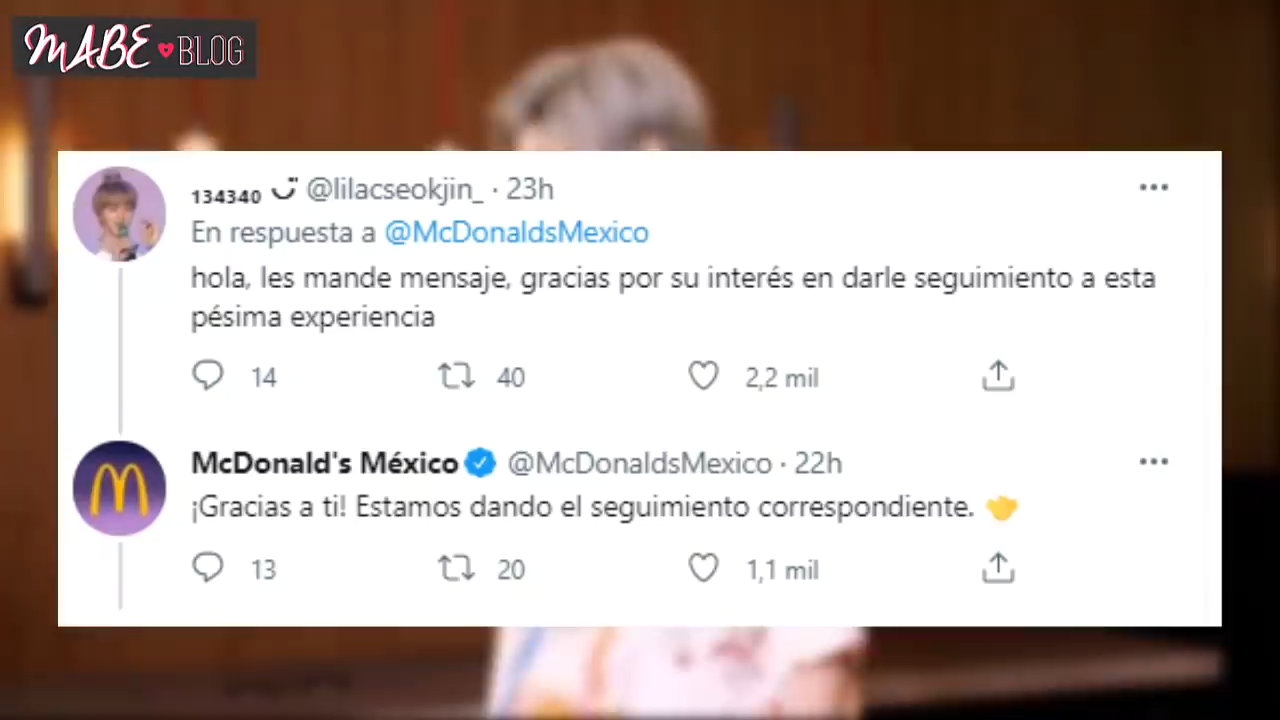 MABE BLOG
134340 @lilacseokjin_ · 23h
En respuesta a @McDonaldsMexico
hola, les mande mensaje, gracias por su interés en darle seguimiento a esta
pésima experiencia
14 40 2,2 mil
McDonald's México @McDonaldsMexico · 22h
¡Gracias a ti! Estamos dando el seguimiento correspondiente.
13 20 1,1 mil